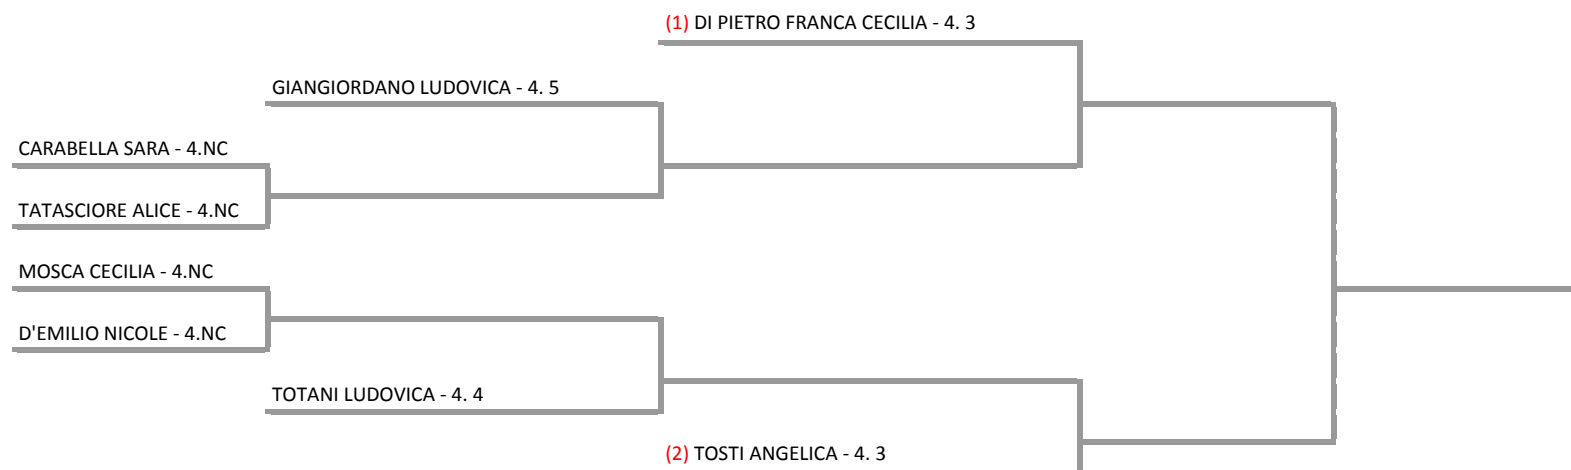 (1) DI PIETRO FRANCA CECILIA - 4. 3
GIANGIORDANO LUDOVICA - 4. 5
CARABELLA SARA - 4.NC
TATASCIORE ALICE - 4.NC
MOSCA CECILIA - 4.NC
D'EMILIO NICOLE - 4.NC
TOTANI LUDOVICA - 4. 4
(2) TOSTI ANGELICA - 4. 3